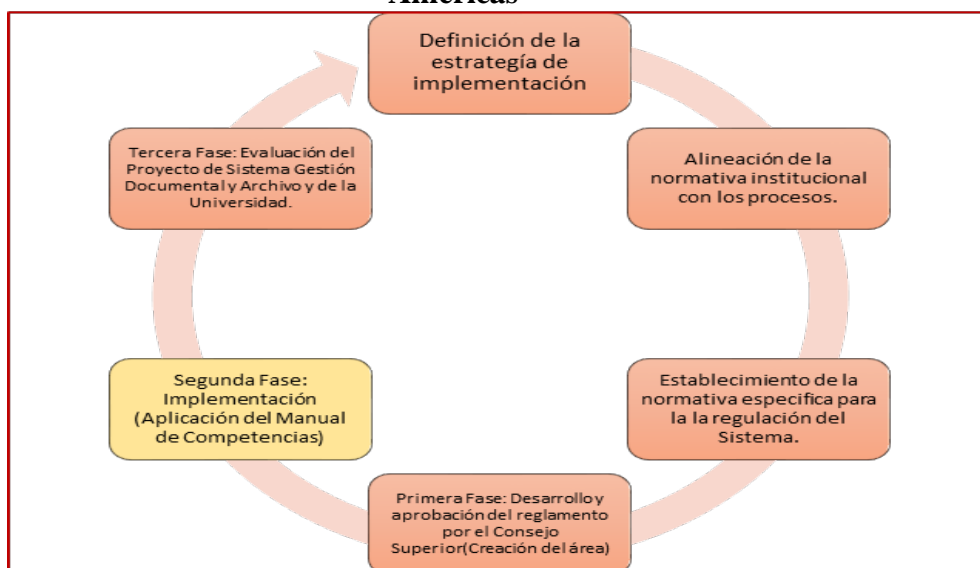 Américas
Definición de la
estrategía de
implementación
Alineación de la
normativa institucional
con los procesos.
Establecimiento de la
normativa especifica para
la la regulación del
Sistema.
Primera Fase: Desarrollo y
aprobación del reglamento
por el Consejo
Superior(Creación del área)
Segunda Fase:
Implementación
(Aplicación del Manual
de Competencias)
Tercera Fase: Evaluación del
Proyecto de Sistema Gestión
Documental y Archivo y de la
Universidad.